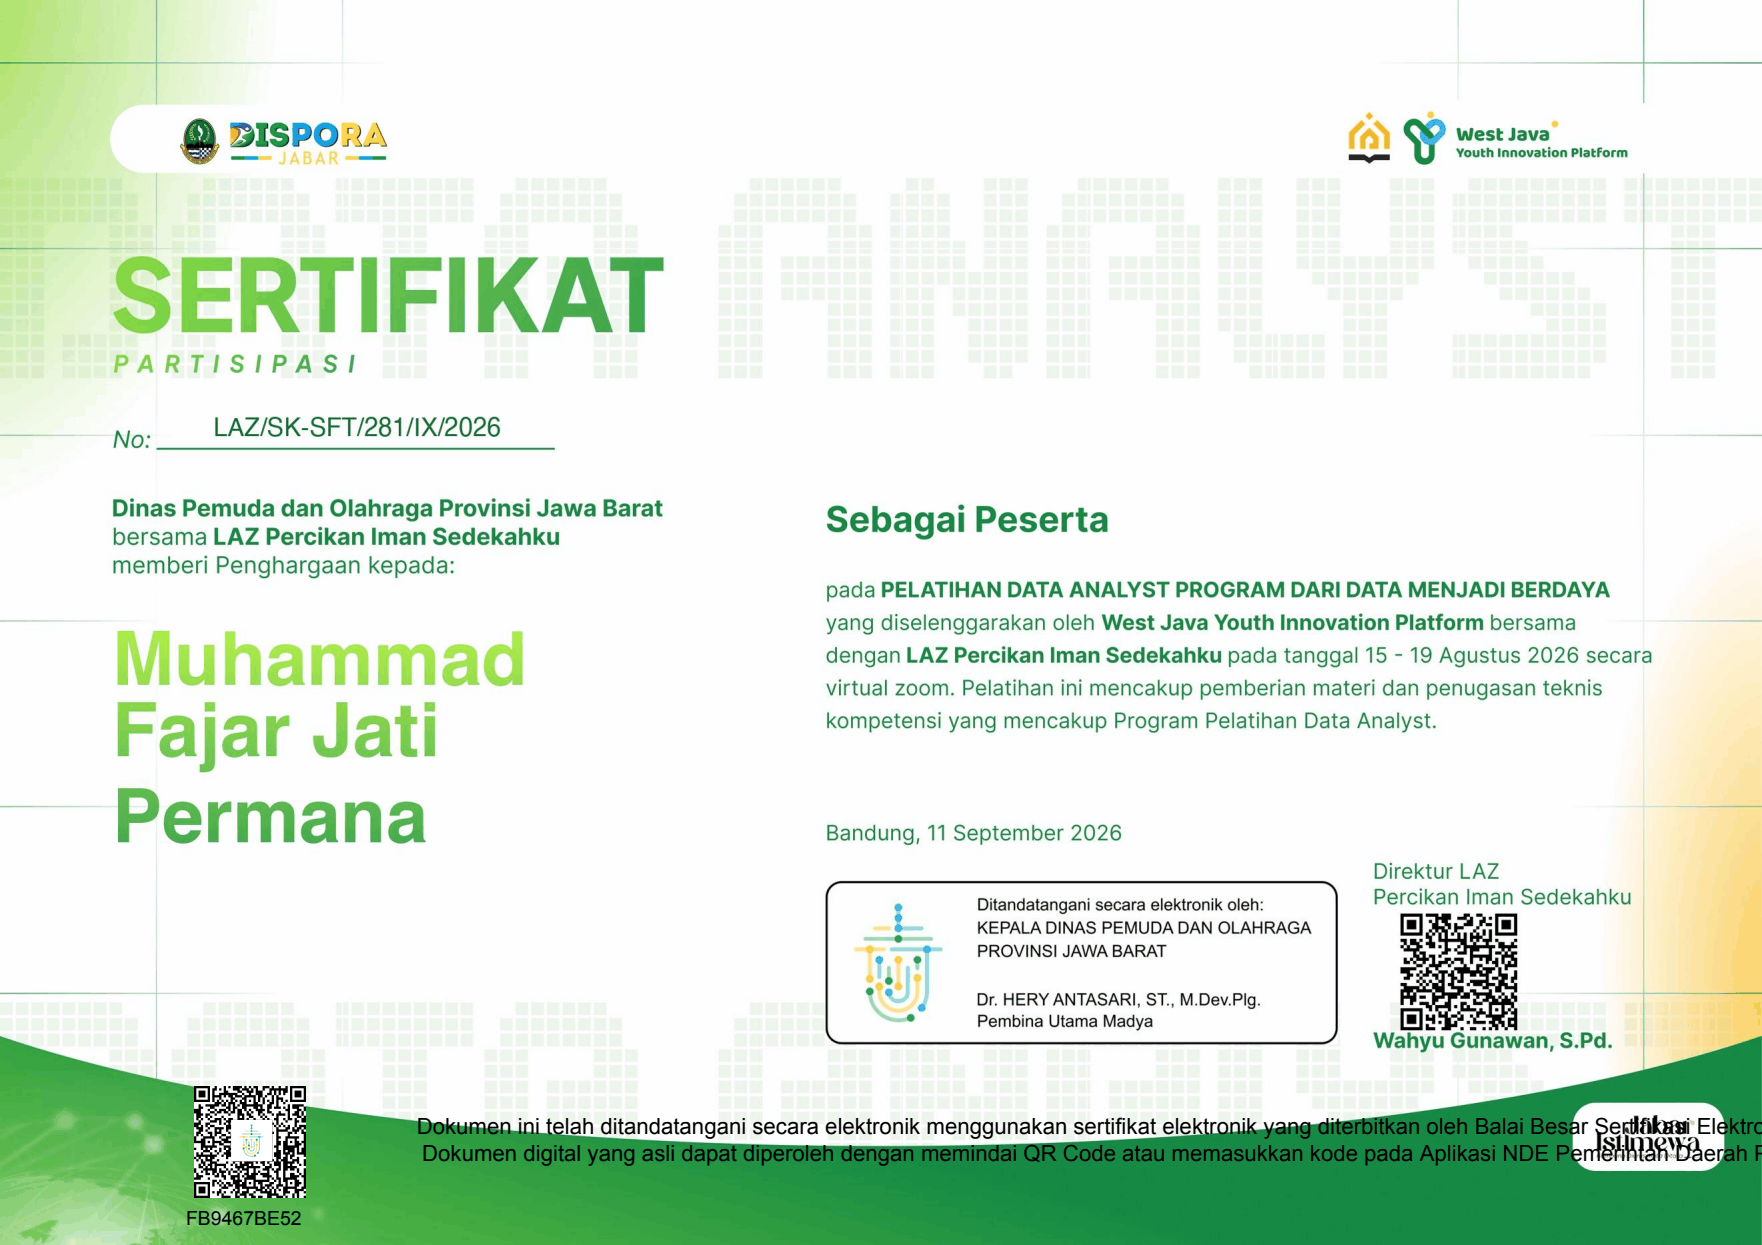 DISPORA
JABAR
West Java
Youth Innovation Platform
DATA ANALYST
SERTIFIKAT
PARTISIPASI
No: LAZ/SK-SFT/281/IX/2026
Dinas Pemuda dan Olahraga Provinsi Jawa Barat
bersama LAZ Percikan Iman Sedekahku
memberi Penghargaan kepada:
Muhammad
Fajar Jati
Permana
Sebagai Peserta
pada PELATIHAN DATA ANALYST PROGRAM DARI DATA MENJADI BERDAYA
yang diselenggarakan oleh West Java Youth Innovation Platform bersama
dengan LAZ Percikan Iman Sedekahku pada tanggal 15 - 19 Agustus 2026 secara
virtual zoom. Pelatihan ini mencakup pemberian materi dan penugasan teknis
kompetensi yang mencakup Program Pelatihan Data Analyst.
Bandung, 11 September 2026
Ditandatangani secara elektronik oleh:
KEPALA DINAS PEMUDA DAN OLAHRAGA
PROVINSI JAWA BARAT
Dr. HERY ANTASARI, ST., M.Dev.Plg.
Pembina Utama Madya
Direktur LAZ
Percikan Iman Sedekahku
Wahyu Gunawan, S.Pd.
Dokumen ini telah ditandatangani secara elektronik menggunakan sertifikat elektronik yang diterbitkan oleh Balai Besar Sertifikasi Elektro
Dokumen digital yang asli dapat diperoleh dengan memindai QR Code atau memasukkan kode pada Aplikasi NDE Pemerintah Daerah P
Istimewa
FB9467BE52